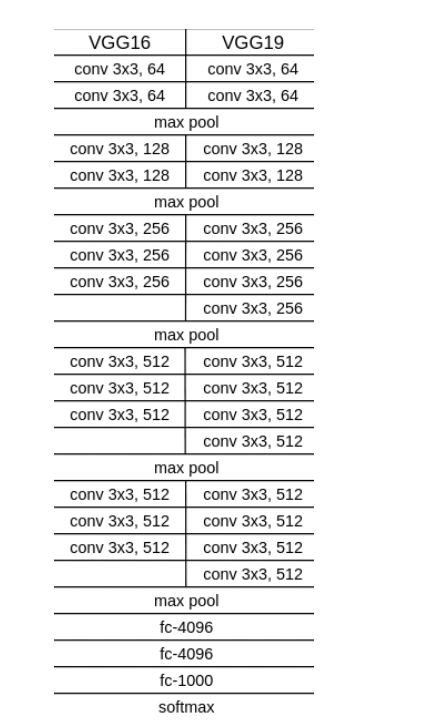 VGG16 VGG19
conv 3x3, 64 conv 3x3, 64
conv 3x3, 64 conv 3x3, 64
max pool
conv 3x3, 128 conv 3x3, 128
conv 3x3, 128 conv 3x3, 128
max pool
conv 3x3, 256 conv 3x3, 256
conv 3x3, 256 conv 3x3, 256
conv 3x3, 256 conv 3x3, 256
conv 3x3, 256
max pool
conv 3x3, 512 conv 3x3, 512
conv 3x3, 512 conv 3x3, 512
conv 3x3, 512 conv 3x3, 512
conv 3x3, 512
max pool
conv 3x3, 512 conv 3x3, 512
conv 3x3, 512 conv 3x3, 512
conv 3x3, 512 conv 3x3, 512
conv 3x3, 512
max pool
fc-4096
fc-4096
fc-1000
softmax